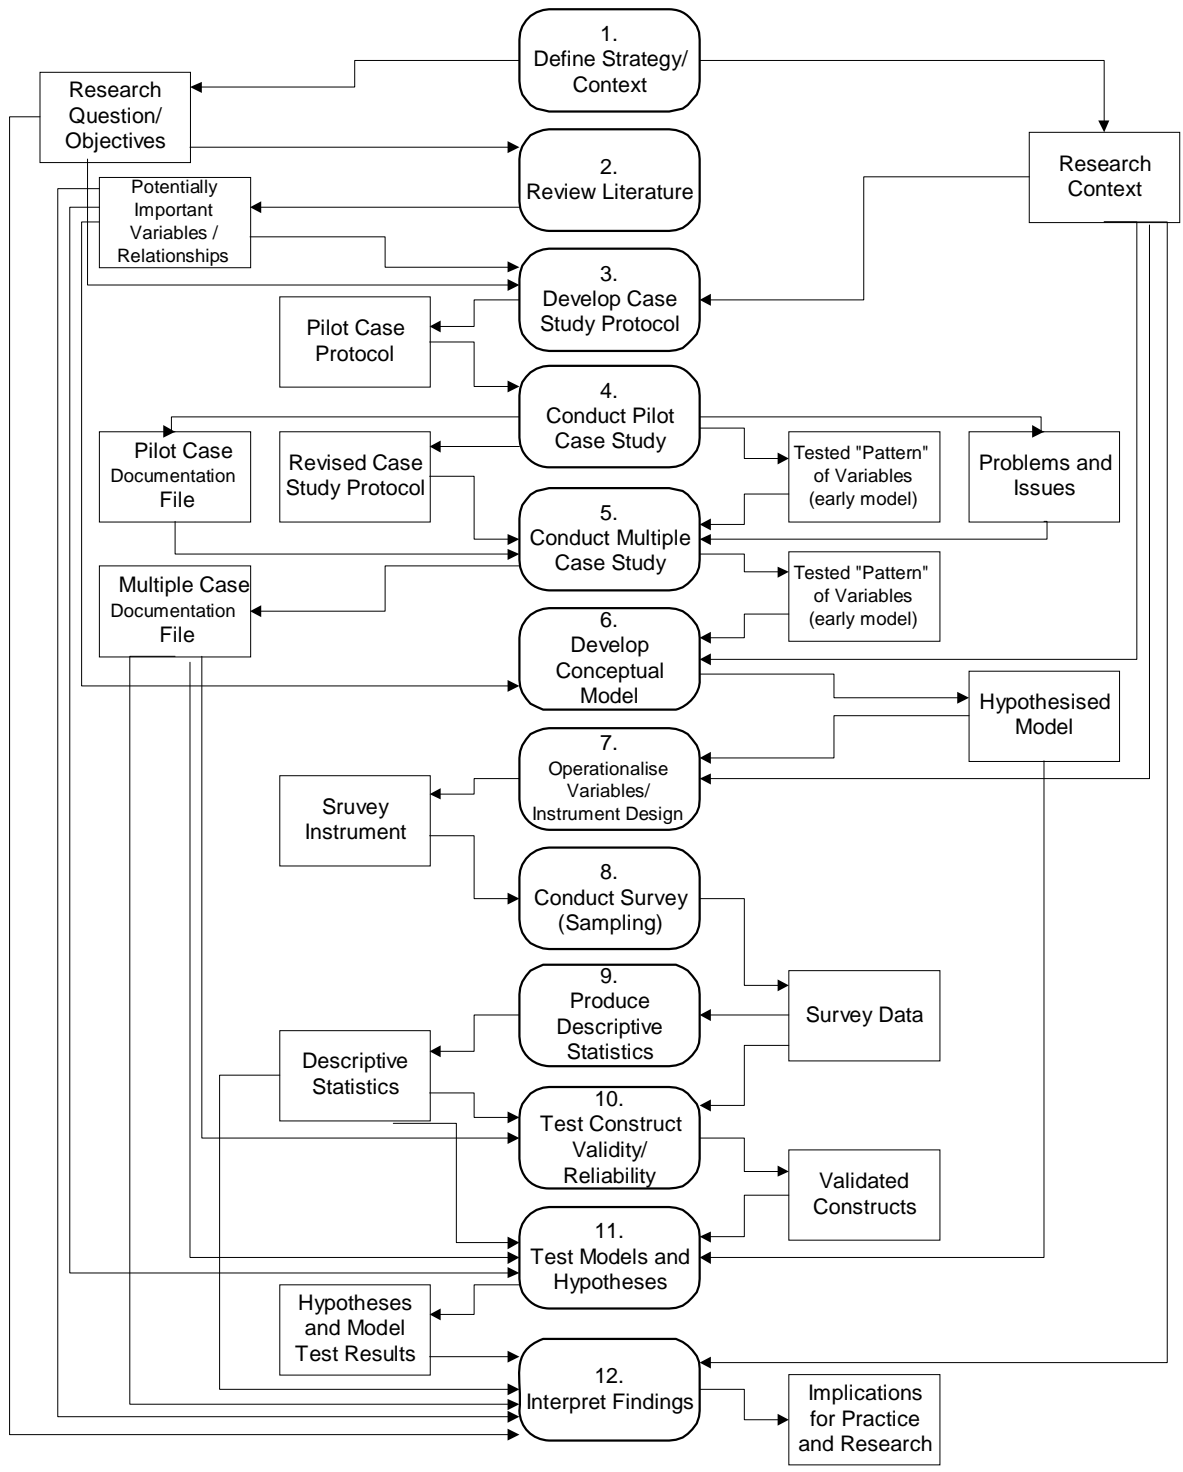 1.
Define Strategy/
Context
Research
Question/
Objectives
2.
Review Literature
Research
Context
Potentially
Important
Variables /
Relationships
3.
Develop Case
Study Protocol
Pilot Case
Protocol
4.
Conduct Pilot
Case Study
Pilot Case
Documentation
File
Revised Case
Study Protocol
Tested "Pattern"
of Variables
(early model)
Problems and
Issues
5.
Conduct Multiple
Case Study
Multiple Case
Documentation
File
Tested "Pattern"
of Variables
(early model)
6.
Develop
Conceptual
Model
Hypothesised
Model
7.
Operationalise
Variables/
Instrument Design
Sruvey
Instrument
8.
Conduct Survey
(Sampling)
9.
Produce
Descriptive
Statistics
Survey Data
Descriptive
Statistics
10.
Test Construct
Validity/
Reliability
Validated
Constructs
11.
Test Models and
Hypotheses
Hypotheses
and Model
Test Results
12.
Interpret Findings
Implications
for Practice
and Research